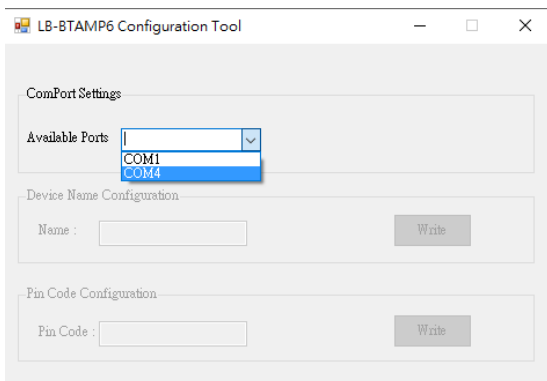 LB-BTAMP6 Configuration Tool
ComPort Settings
Available Ports
COM1
COM4
Device Name Configuration
Name : Write
Pin Code Configuration
Pin Code : Write